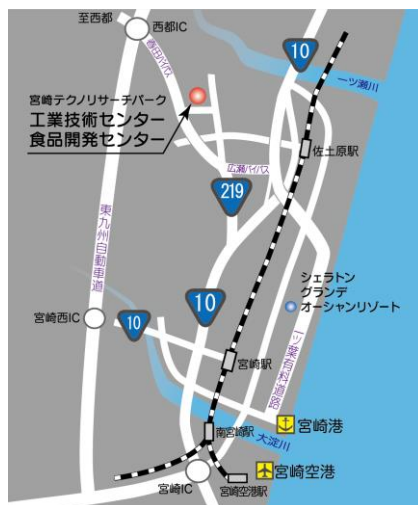 至西都
西都IC
春田バイパス
10
一ツ瀬川
宮崎テクノリサーチパーク
工業技術センター
食品開発センター
佐土原駅
広瀬バイパス
219
東九州自動車道
シェラトン
グランデ
オーシャンリゾート
10
宮崎西IC
10
一ツ葉有料道路
宮崎駅
宮崎港
南宮崎駅
大淀川
宮崎空港
宮崎IC
宮崎空港駅